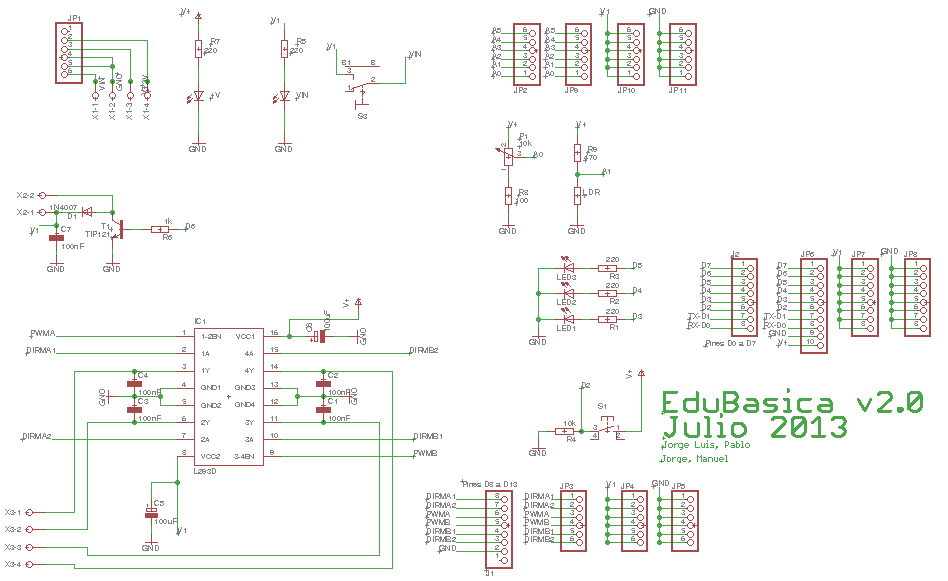 JP1
1
2
3
4
5
6
VIN
GND
X1-1
X1-2
X1-3
X1-4
V+
R7
220
+V
GND
V1
R5
220
VIN
GND
V1
B1
B
3
2
1
S3
VIN
A5
A4
A3
A2
A1
A0
6
5
4
3
2
1
JP2
A5
A4
A3
A2
A1
A0
6
5
4
3
2
1
JP9
V1
6
5
4
3
2
1
JP10
GND
6
5
4
3
2
1
JP11
V+
P1
10k
2
3
1
A0
R8
100
GND
V+
R9
470
A1
LDR
GND
X2-2
X2-1
1N4007
D1
V1
C7
100nF
GND
T1
TIP121
GND
1k
R6
D6
LED3
220
R3
D5
LED2
220
R2
D4
LED1
220
R1
D3
GND
J2
D7
D6
D5
D4
D3
D2
TX-D1
RX-D0
1
2
3
4
5
6
7
8
Pines D0 a D7
JP6
D7
D6
D5
D4
D3
D2
TX-D1
RX-D0
GND
V+
1
2
3
4
5
6
7
8
9
10
V1
JP7
1
2
3
4
5
6
7
8
GND
JP8
1
2
3
4
5
6
7
8
IC1
PWMA
1
1-2EN
VCC1
16
DIRMA1
2
1A
4A
15
DIRMB2
3
1Y
4Y
14
4
GND1
GND3
13
5
GND2
GND4
12
6
2Y
3Y
11
DIRMA2
7
2A
3A
10
DIRMB1
8
VCC2
3-4EN
9
PWMB
L293D
C4
100nF
C3
100nF
GND
C2
100nF
C1
100nF
GND
C6
100uF
V+
GND
C5
100uF
GND
V1
X3-1
X3-2
X3-3
X3-4
D2
V+
10k
R4
S1
GND
EduBasica v2.0
Julio 2013
Jorge Luis, Pablo
Jorge, Manuel
Pines D8 a D13
DIRMA1
DIRMA2
PWMA
PWMB
DIRMB1
DIRMB2
GND
8
7
6
5
4
3
2
1
J1
JP3
DIRMA1
DIRMA2
PWMA
PWMB
DIRMB1
DIRMB2
1
2
3
4
5
6
V1
JP4
1
2
3
4
5
6
GND
JP5
1
2
3
4
5
6